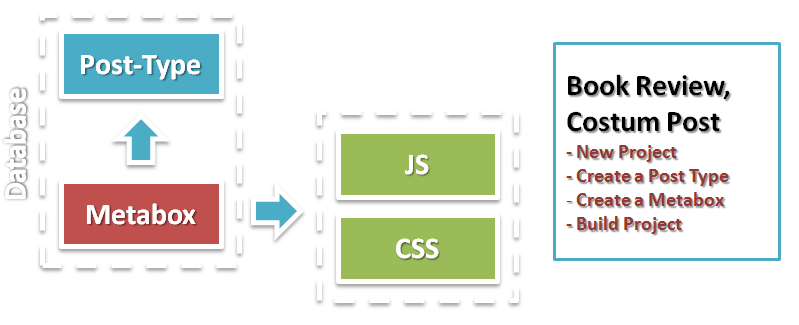 Database
Post-Type
Metabox
JS
CSS
Book Review,
Costum Post
- New Project
- Create a Post Type
- Create a Metabox
- Build Project